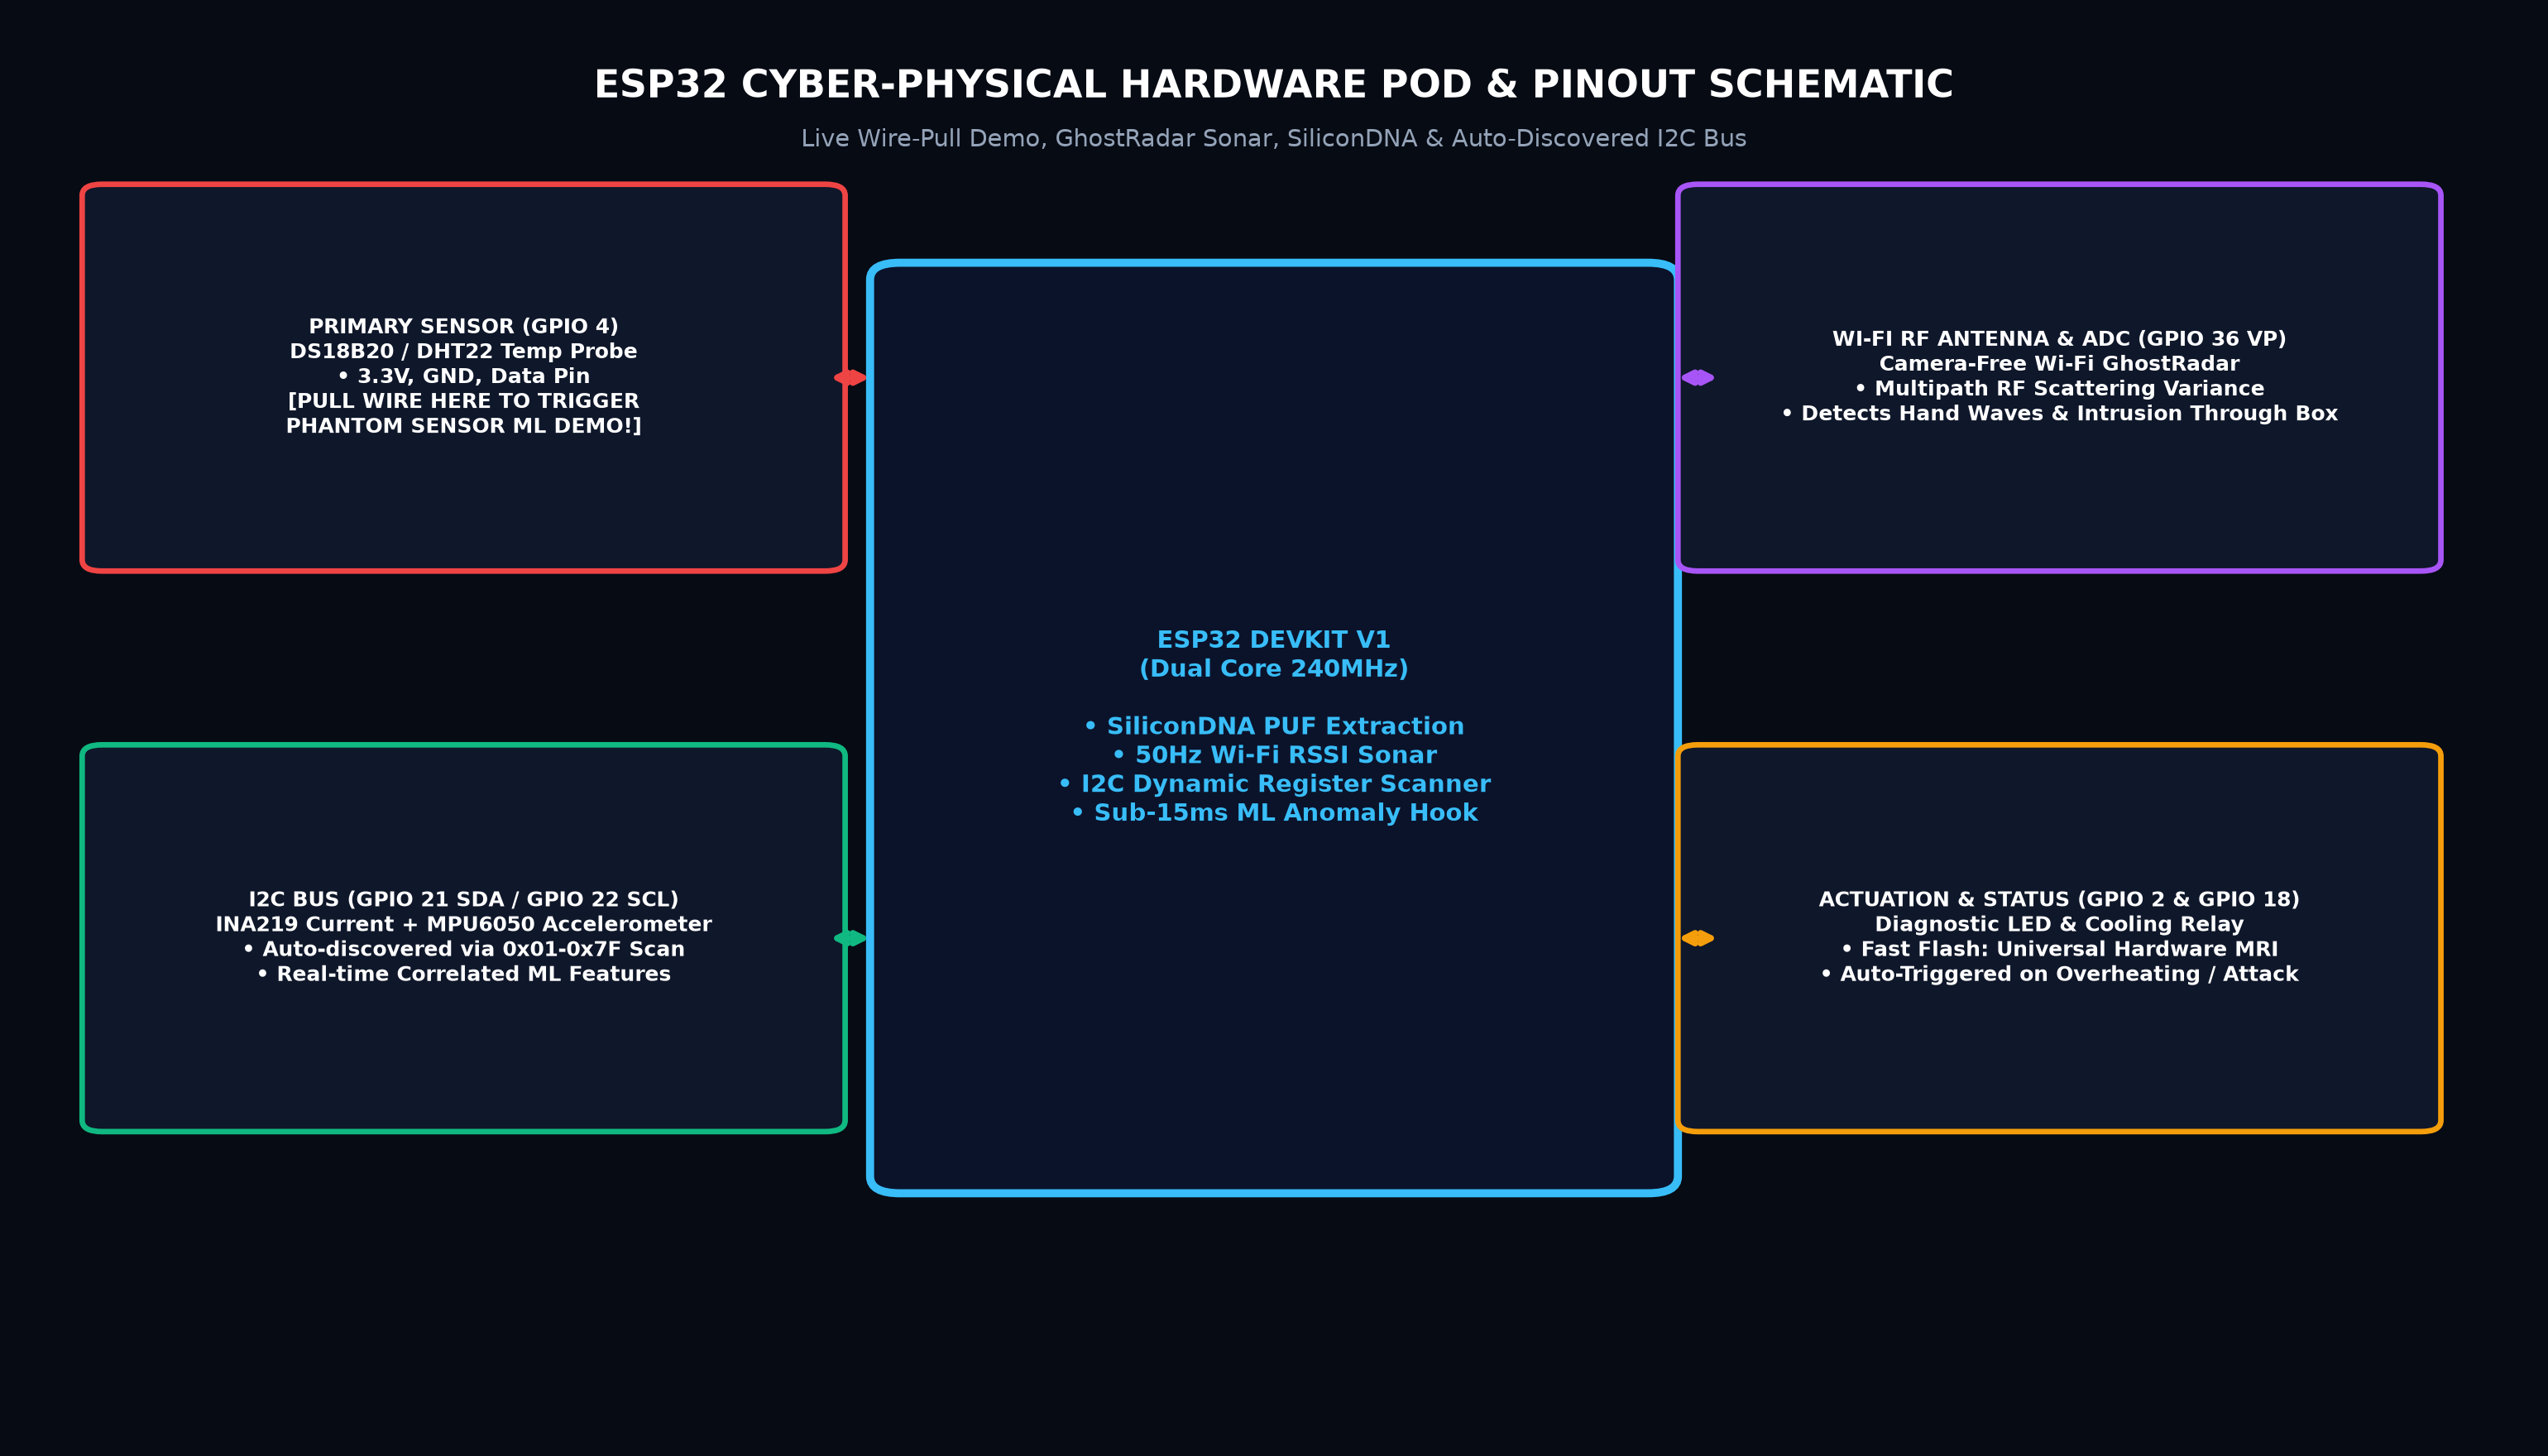 ESP32 CYBER-PHYSICAL HARDWARE POD & PINOUT SCHEMATIC
Live Wire-Pull Demo, GhostRadar Sonar, SiliconDNA & Auto-Discovered I2C Bus
PRIMARY SENSOR (GPIO 4)
DS18B20 / DHT22 Temp Probe
• 3.3V, GND, Data Pin
[PULL WIRE HERE TO TRIGGER
PHANTOM SENSOR ML DEMO!]
WI-FI RF ANTENNA & ADC (GPIO 36 VP)
Camera-Free Wi-Fi GhostRadar
• Multipath RF Scattering Variance
• Detects Hand Waves & Intrusion Through Box
ESP32 DEVKIT V1
(Dual Core 240MHz)
• SiliconDNA PUF Extraction
• 50Hz Wi-Fi RSSI Sonar
• I2C Dynamic Register Scanner
• Sub-15ms ML Anomaly Hook
I2C BUS (GPIO 21 SDA / GPIO 22 SCL)
INA219 Current + MPU6050 Accelerometer
• Auto-discovered via 0x01-0x7F Scan
• Real-time Correlated ML Features
ACTUATION & STATUS (GPIO 2 & GPIO 18)
Diagnostic LED & Cooling Relay
• Fast Flash: Universal Hardware MRI
• Auto-Triggered on Overheating / Attack